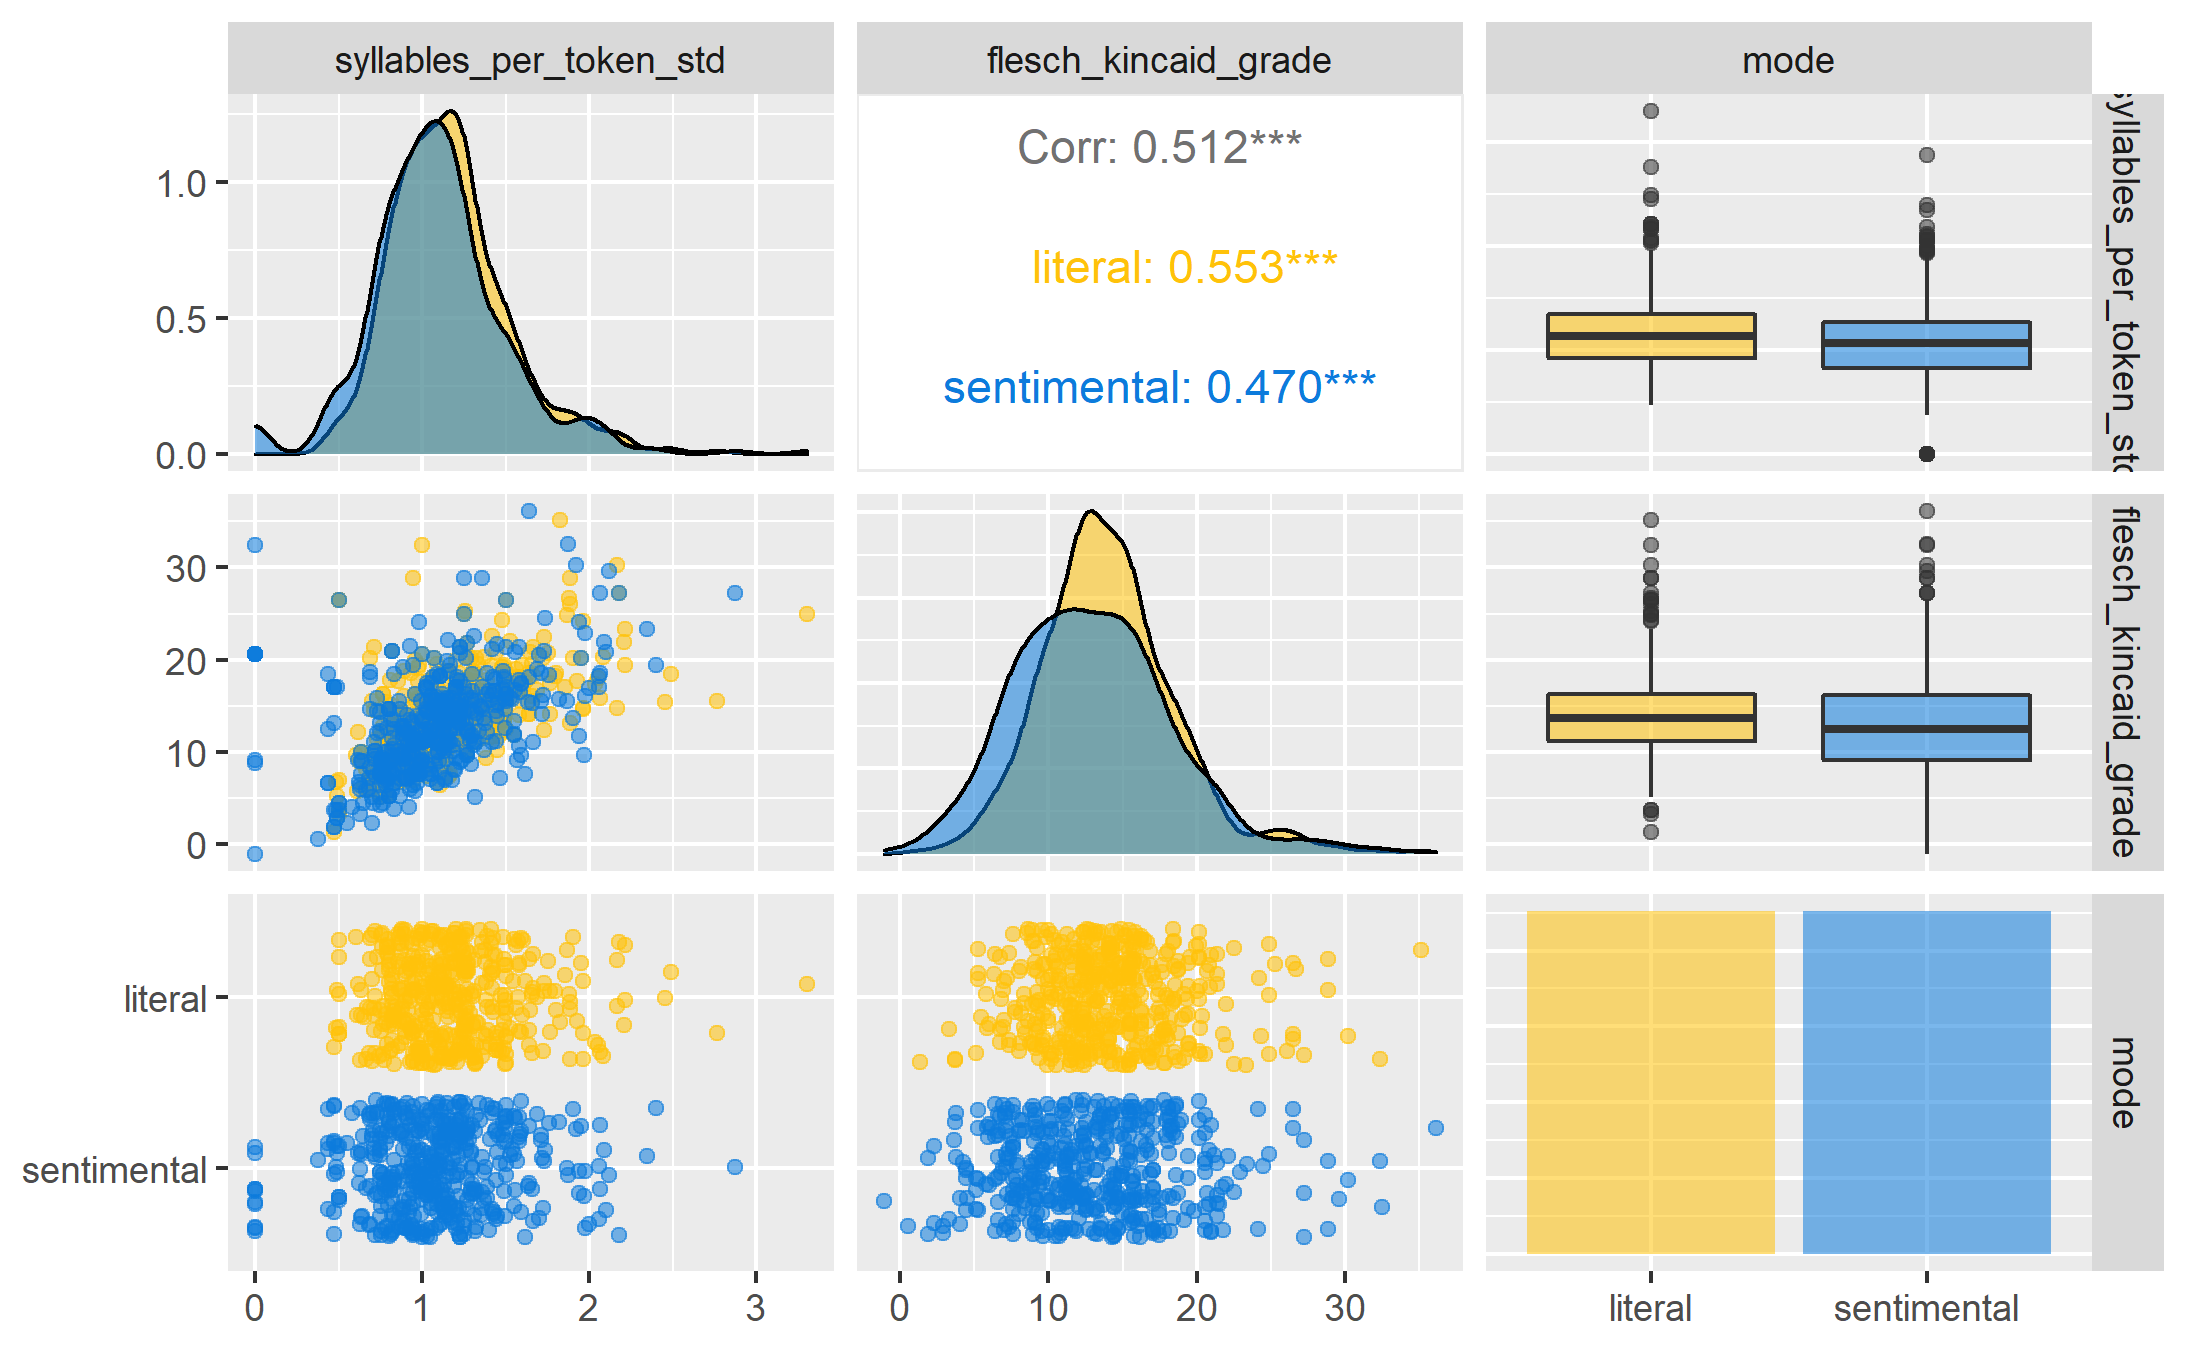 syllables_per_token_std
flesch_kincaid_grade
mode
1.0
0.5
0.0
Corr: 0.512***
literal: 0.553***
sentimental: 0.470***
syllables_per_token_std
30
20
10
0
flesch_kincaid_grade
literal
sentimental
mode
0
1
2
3
0
10
20
30
literal
sentimental